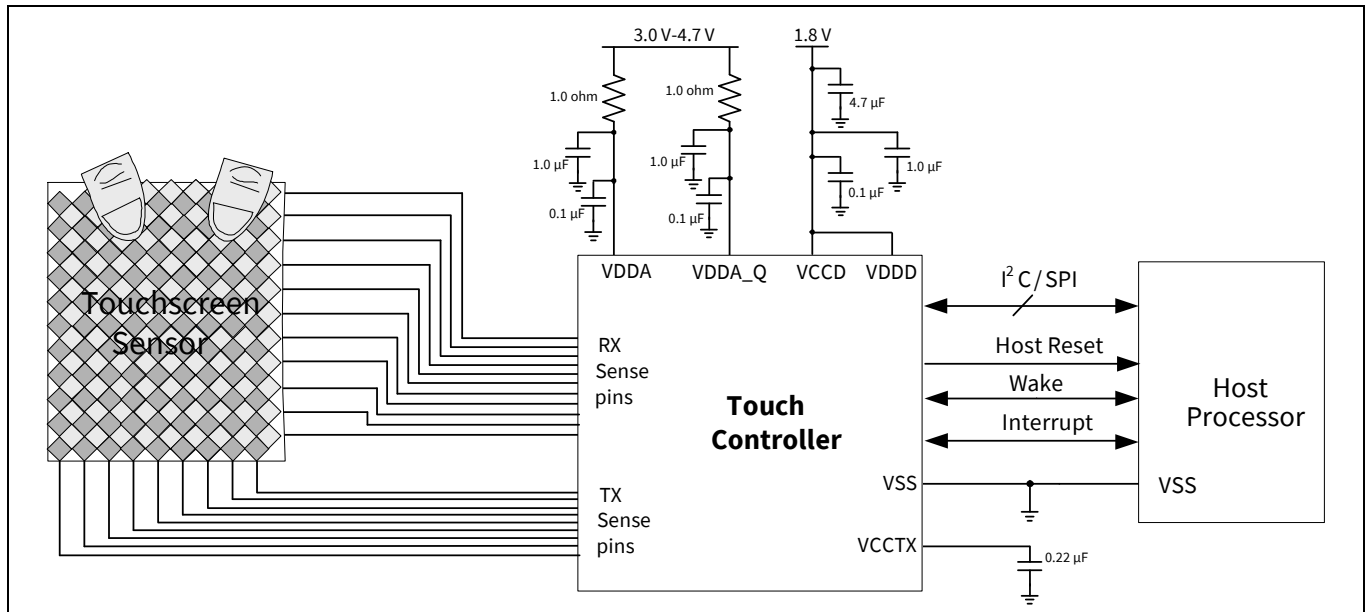 3.0 V-4.7 V
1.8 V
1.0 ohm
1.0 ohm
4.7 µF
1.0 µF
1.0 µF
1.0 µF
0.1 µF
0.1 µF
0.1 µF
VDDA
VDDA_Q
VCCD
VDDD
Touchscreen
Sensor
RX
Sense
pins
Touch
Controller
TX
Sense
pins
VSS
VCCTX
I² C/SPI
Host Reset
Wake
Interrupt
0.22 µF
Host
Processor
VSS